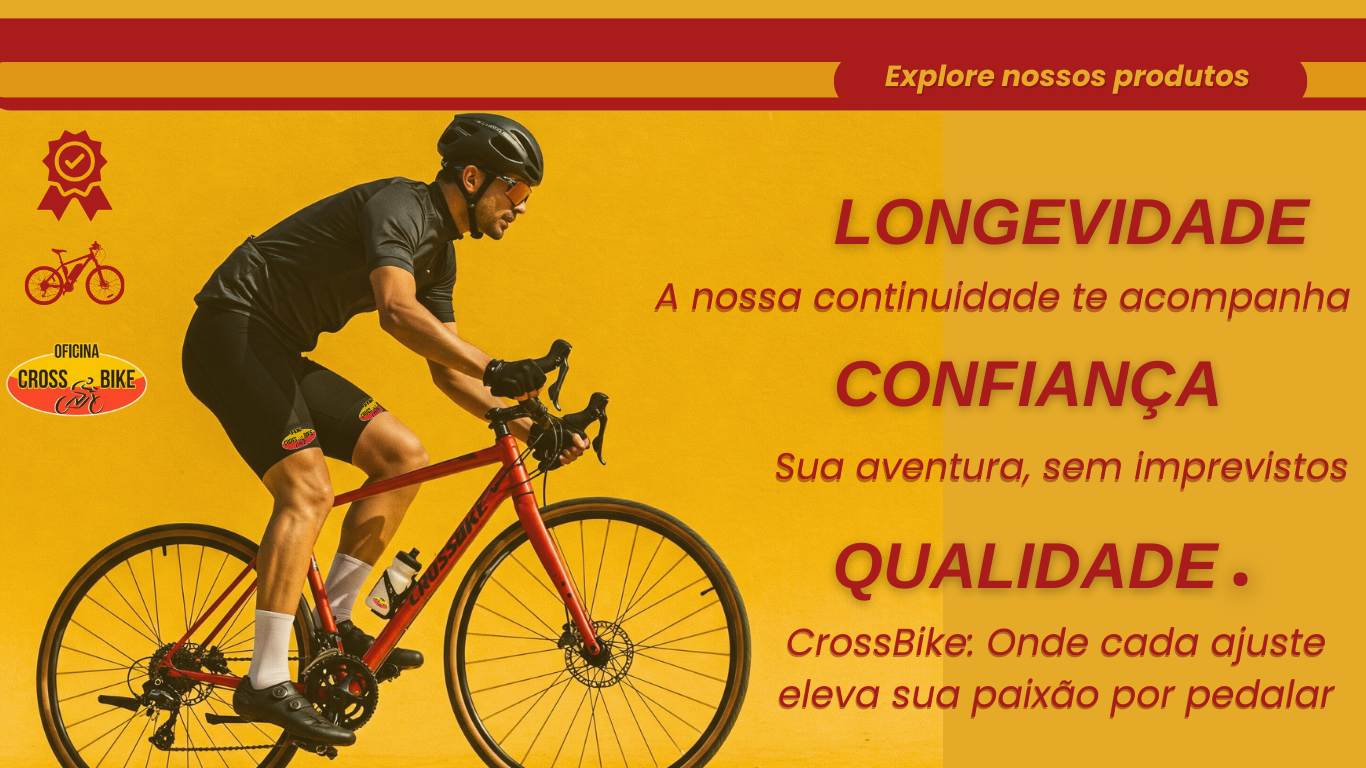 Explore nossos produtos
LONGEVIDADE
A nossa continuidade te acompanha
CONFIANÇA
Sua aventura, sem imprevistos
QUALIDADE.
CrossBike: Onde cada ajuste
eleva sua paixão por pedalar
OFICINA
CROSS BIKE
CROSSBIKE